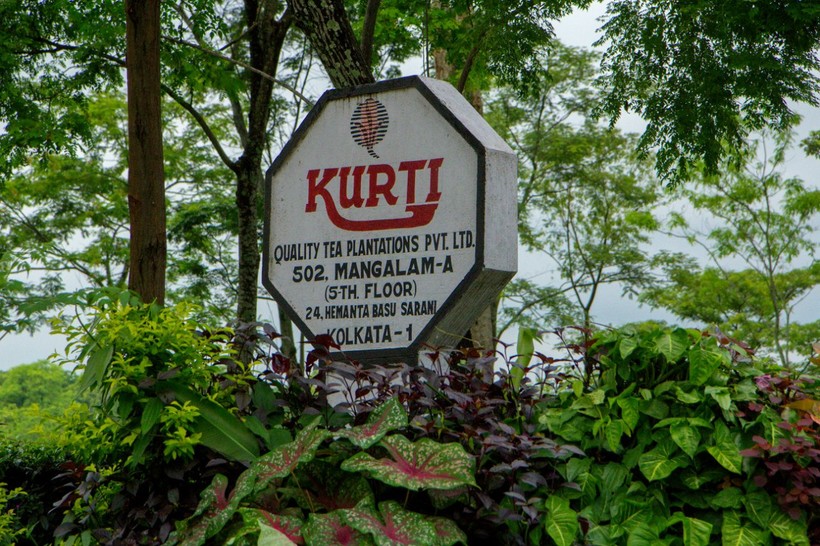 KURTI
QUALITY TEA PLANTATIONS PVT. LTD.
502. MANGALAM-A
(5-TH. FLOOR)
24, HEMANTA BASU SARANI
KOLKATA-1